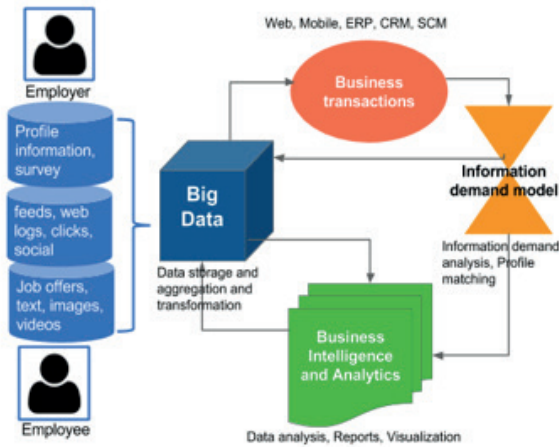 Web, Mobile, ERP, CRM, SCM
Employer
Business
transactions
Profile
information,
survey
Information
demand model
Big
Data
feeds, web
logs, clicks,
social
Information demand
analysis, Profile
matching
Data storage and
aggregation and
transformation
Job offers,
text, images,
videos
Business
Intelligence
and Analytics
Employee
Data analysis, Reports, Visualization